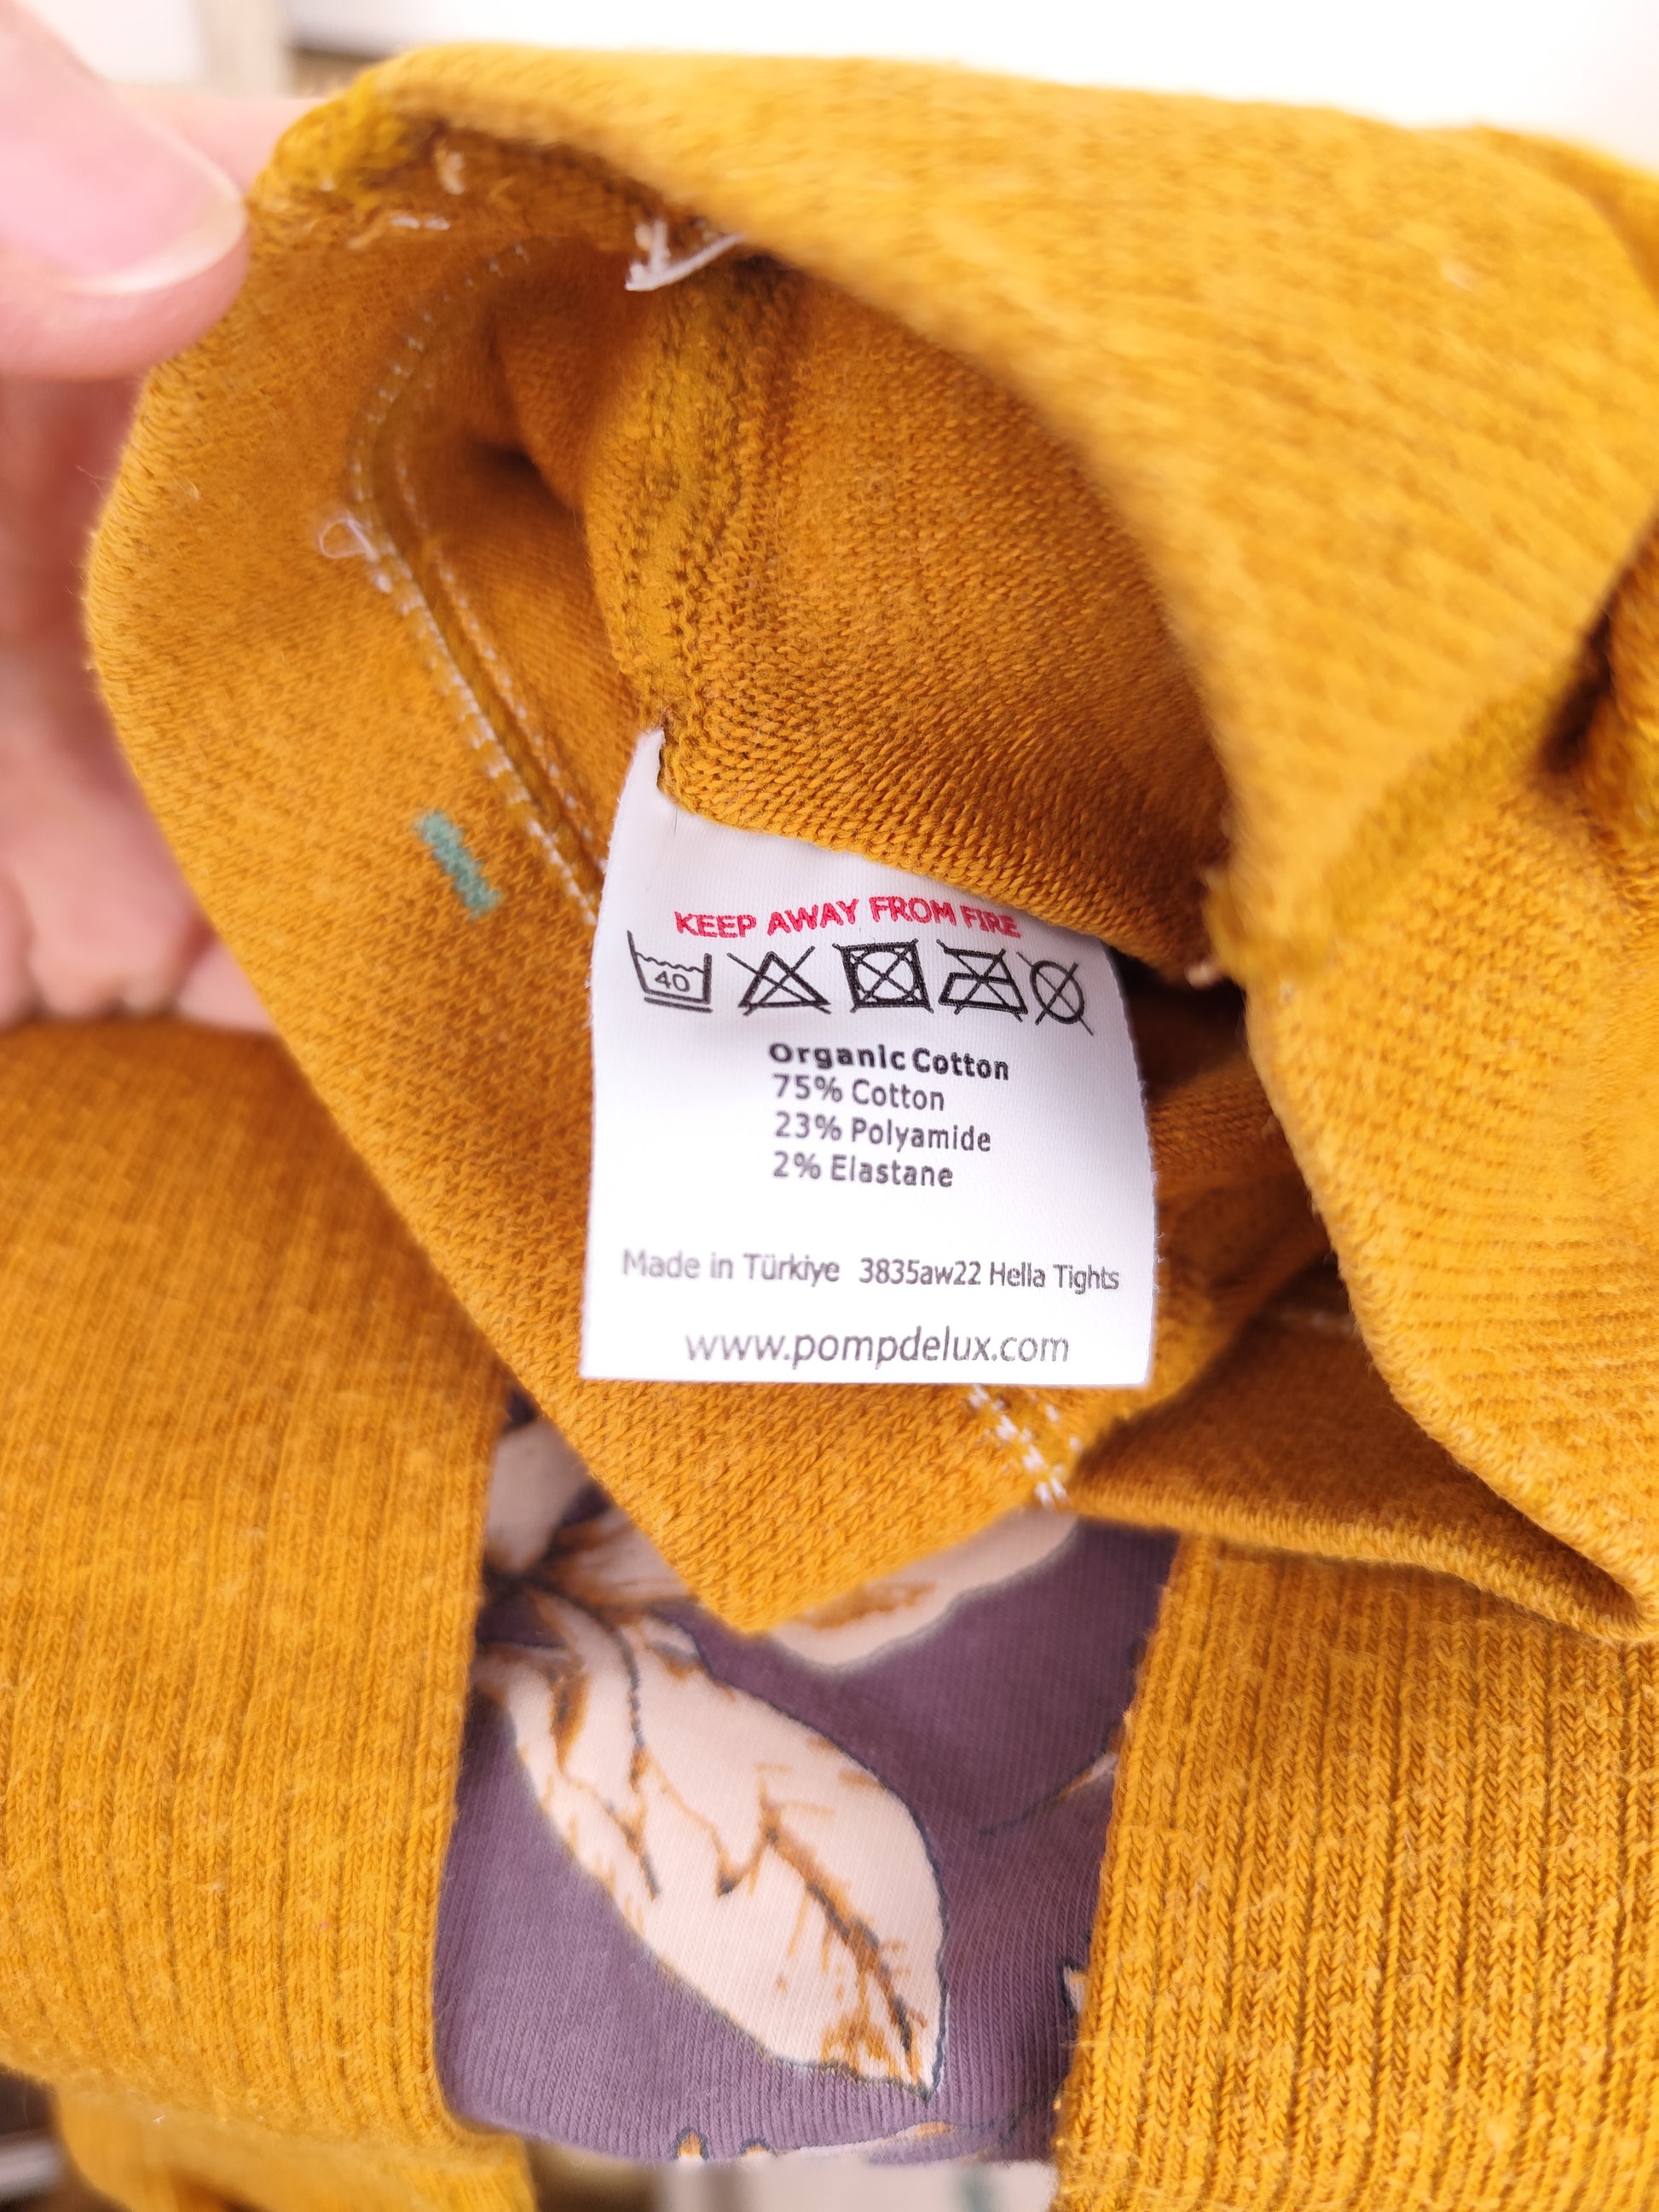 KEEP AWAY FROM FIRE
40
Organic Cotton
75% Cotton
23% Polyamide
2% Elastane
Made in Türkiye 3835aw22 Hella Tights
www.pompdelux.com